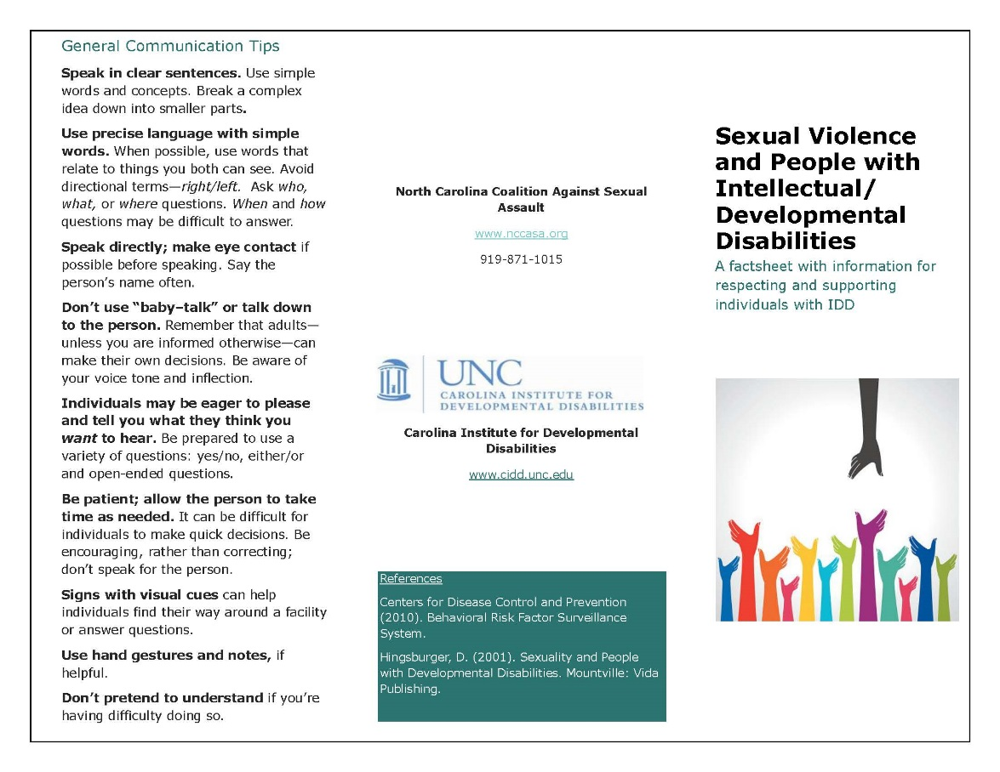 General Communication Tips
Speak in clear sentences. Use simple
words and concepts. Break a complex
idea down into smaller parts.
Use precise language with simple
words. When possible, use words that
relate to things you both can see. Avoid
directional terms—right/left.  Ask who,
what, or where questions. When and how
questions may be difficult to answer.
Speak directly; make eye contact if
possible before speaking. Say the
person’s name often.
Don’t use “baby–talk” or talk down
to the person. Remember that adults—
unless you are informed otherwise—can
make their own decisions. Be aware of
your voice tone and inflection.
Individuals may be eager to please
and tell you what they think you
want to hear. Be prepared to use a
variety of questions: yes/no, either/or
and open-ended questions.
Be patient; allow the person to take
time as needed. It can be difficult for
individuals to make quick decisions. Be
encouraging, rather than correcting;
don’t speak for the person.
Signs with visual cues can help
individuals find their way around a facility
or answer questions.
Use hand gestures and notes, if
helpful.
Don’t pretend to understand if you’re
having difficulty doing so.
North Carolina Coalition Against Sexual
Assault
www.nccasa.org
919-871-1015
UNC
CAROLINA INSTITUTE FOR
DEVELOPMENTAL DISABILITIES
Carolina Institute for Developmental
Disabilities
www.cidd.unc.edu
References
Centers for Disease Control and Prevention
(2010). Behavioral Risk Factor Surveillance
System.
Hingsburger, D. (2001). Sexuality and People
with Developmental Disabilities. Mountville: Vida
Publishing.
Sexual Violence
and People with
Intellectual/
Developmental
Disabilities
A factsheet with information for
respecting and supporting
individuals with IDD